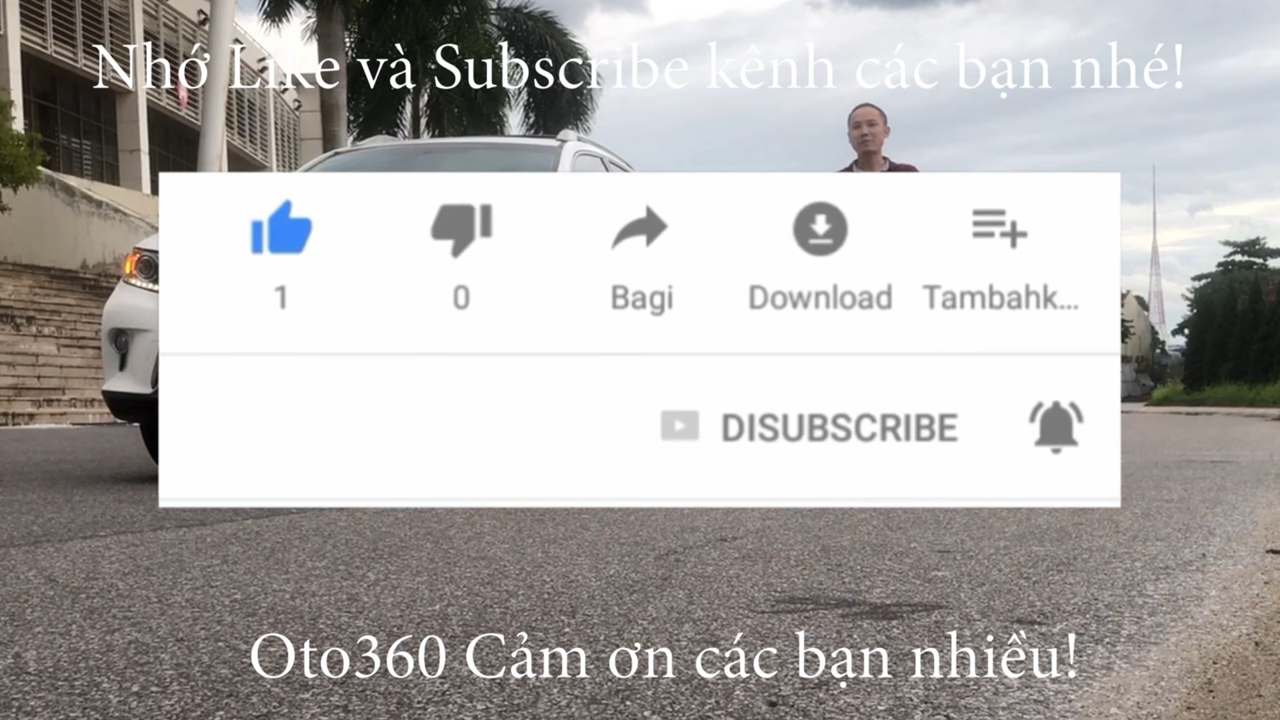 Nhớ Like và Subscribe kênh các bạn nhé!
1 0 Bagi Download Tambahk...
DISUBSCRIBE
Oto360 Cảm ơn các bạn nhiều!